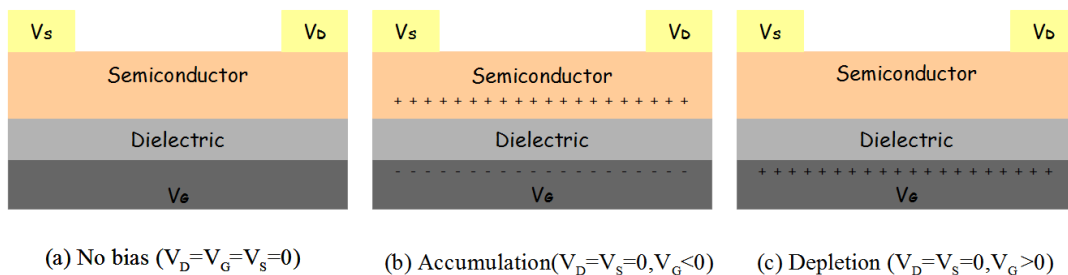 VS VD VS VD VS VD
Semiconductor Semiconductor Semiconductor
+ + + + + + + + + + + + + + + + + + + +
Dielectric Dielectric Dielectric
- - - - - - - - - - - - - - - - - - - - + + + + + + + + + + + + + + + + + + + +
VG VG VG
(a) No bias (VD=VG=VS=0) (b) Accumulation(VD=VS=0,VG<0) (c) Depletion (VD=VS=0,VG>0)